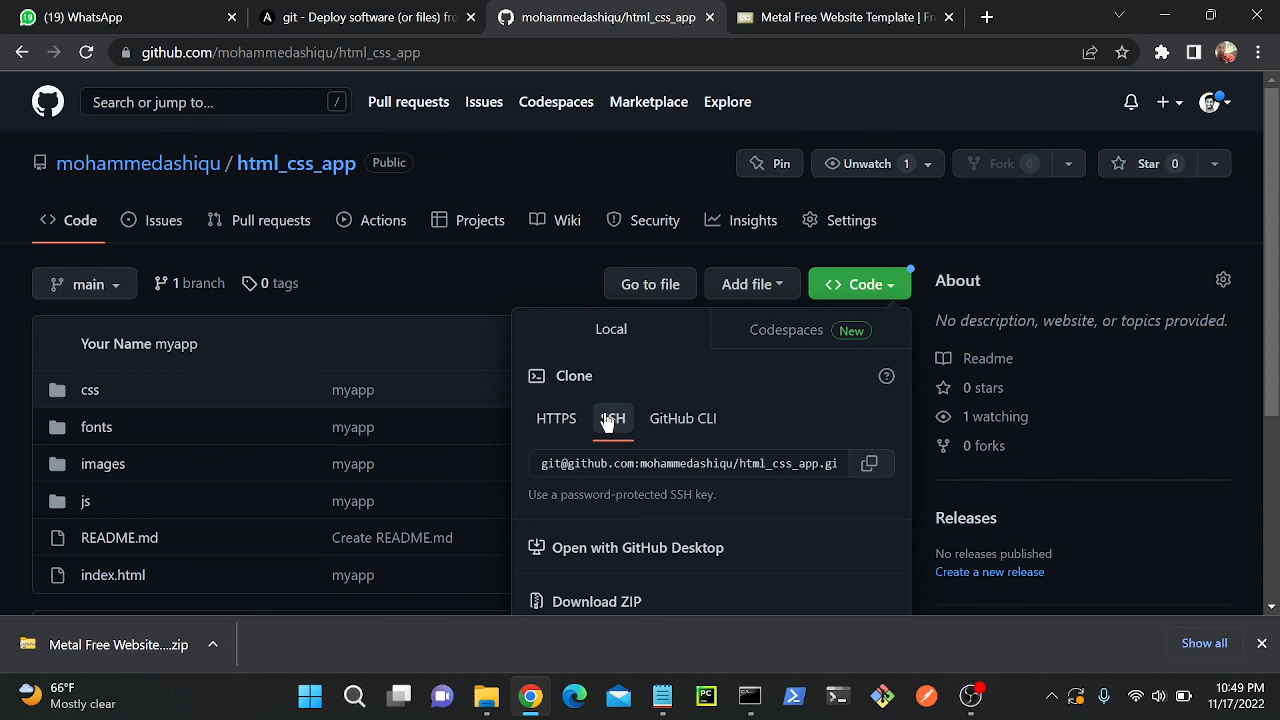 (19) WhatsApp
git - Deploy software (or files) fro
mohammedashiqu/html_css_app
Metal Free Website Template | Fr
github.com/mohammedashiqu/html_css_app
Search or jump to...
/
Pull requests
Issues
Codespaces
Marketplace
Explore
mohammedashiqu / html_css_app
Public
Pin
Unwatch 1
Fork 0
Star 0
Code
Issues
Pull requests
Actions
Projects
Wiki
Security
Insights
Settings
main
1 branch
0 tags
Go to file
Add file
Code
About
No description, website, or topics provided.
Readme
0 stars
1 watching
0 forks
Releases
No releases published
Create a new release
Your Name myapp
css myapp
fonts myapp
images myapp
js myapp
README.md Create README.md
index.html myapp
Local
Codespaces New
Clone
HTTPS
SSH
GitHub CLI
git@github.com:mohammedashiqu/html_css_app.gi
Use a password-protected SSH key.
Open with GitHub Desktop
Download ZIP
Metal Free Website....zip
Show all
66°F
Mostly clear
PC
10:49 PM
11/17/2022